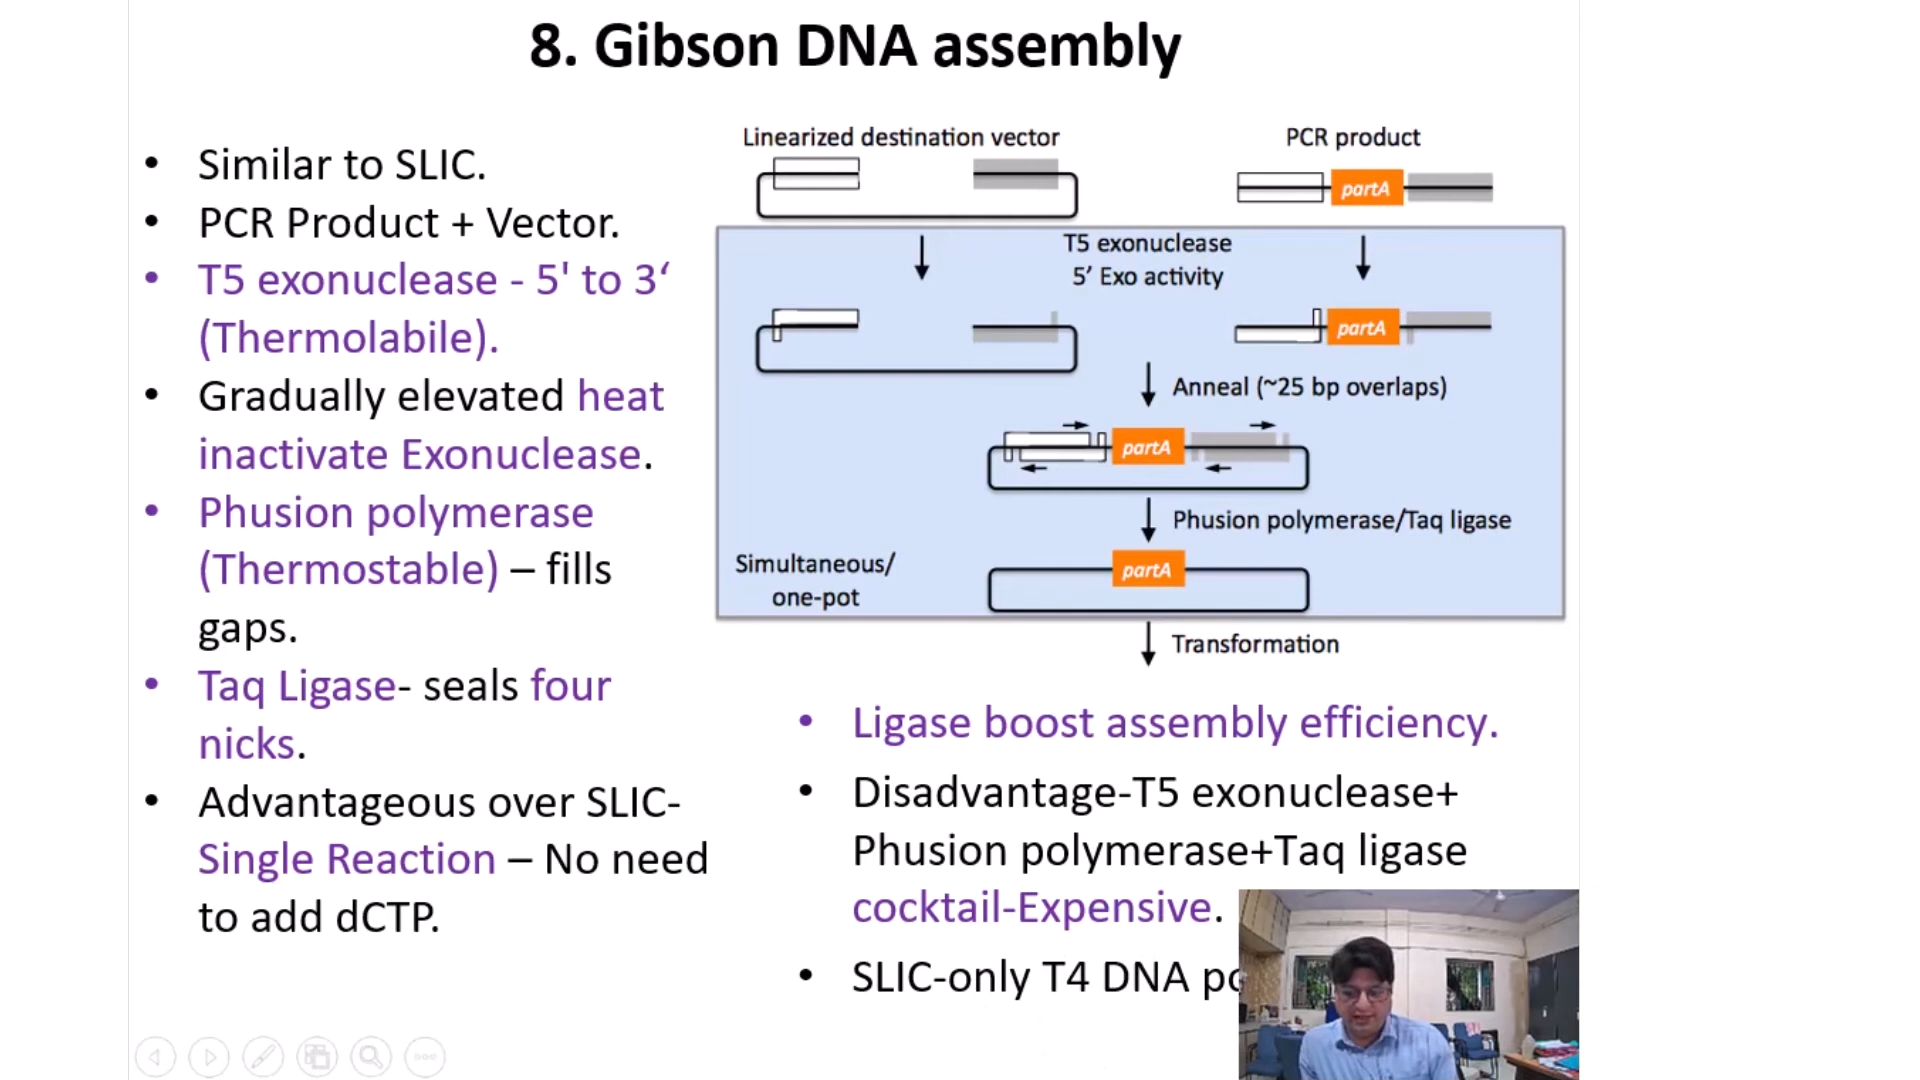 8. Gibson DNA assembly
• Similar to SLIC.
• PCR Product + Vector.
• T5 exonuclease - 5' to 3‘
(Thermolabile).
• Gradually elevated heat
inactivate Exonuclease.
• Phusion polymerase
(Thermostable) – fills
gaps.
• Taq Ligase- seals four
nicks.
• Advantageous over SLIC-
Single Reaction – No need
to add dCTP.
Linearized destination vector
PCR product
partA
T5 exonuclease
5’ Exo activity
partA
Anneal (~25 bp overlaps)
partA
Phusion polymerase/Taq ligase
Simultaneous/
one-pot
partA
Transformation
• Ligase boost assembly efficiency.
• Disadvantage-T5 exonuclease+
Phusion polymerase+Taq ligase
cocktail-Expensive.
• SLIC-only T4 DNA